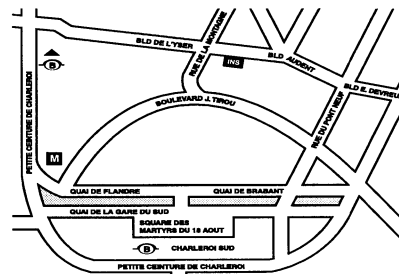 BLD DE L'YSER
RUE DE LA MONTAGNE
BLD AUDENT
INS
B
BLD E. DEVREU
PETITE CEINTURE DE CHARLEROI
BOULEVARD J. TIROU
RUE DU PONT NEUF
M
QUAI DE FLANDRE
QUAI DE BRABANT
QUAI DE LA GARE DU SUD
SQUARE DES
MARTYRS DU 18 AOUT
B CHARLEROI SUD
PETITE CEINTURE DE CHARLEROI